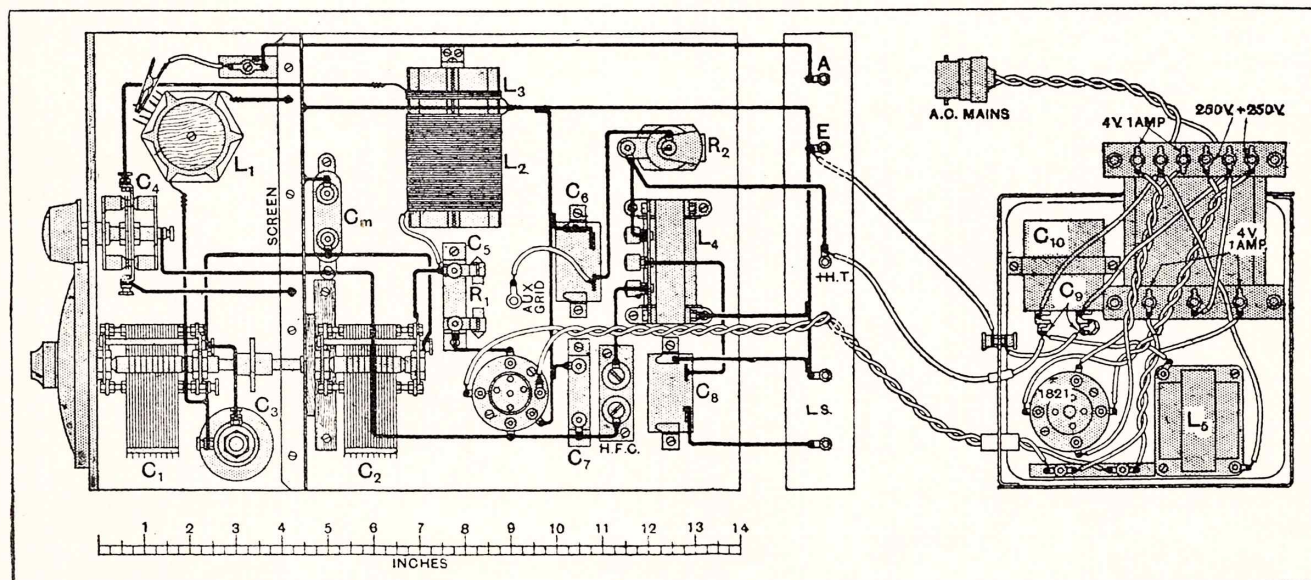 A
A.C. MAINS
4V. 1AMP.
250V.+250V.
L₃
L₂
L₁
E
R₂
C₄
SCREEN
Cm
C₆
C₅
L₄
AUX GRID
R₁
+H.T.
C₁₀
4V. 1AMP.
C₉
C₃
1821
L₅
C₈
L.S.
C₁
C₂
C₇
H.F.C.
1 2 3 4 5 6 7 8 9 10 11 12 13 14
INCHES